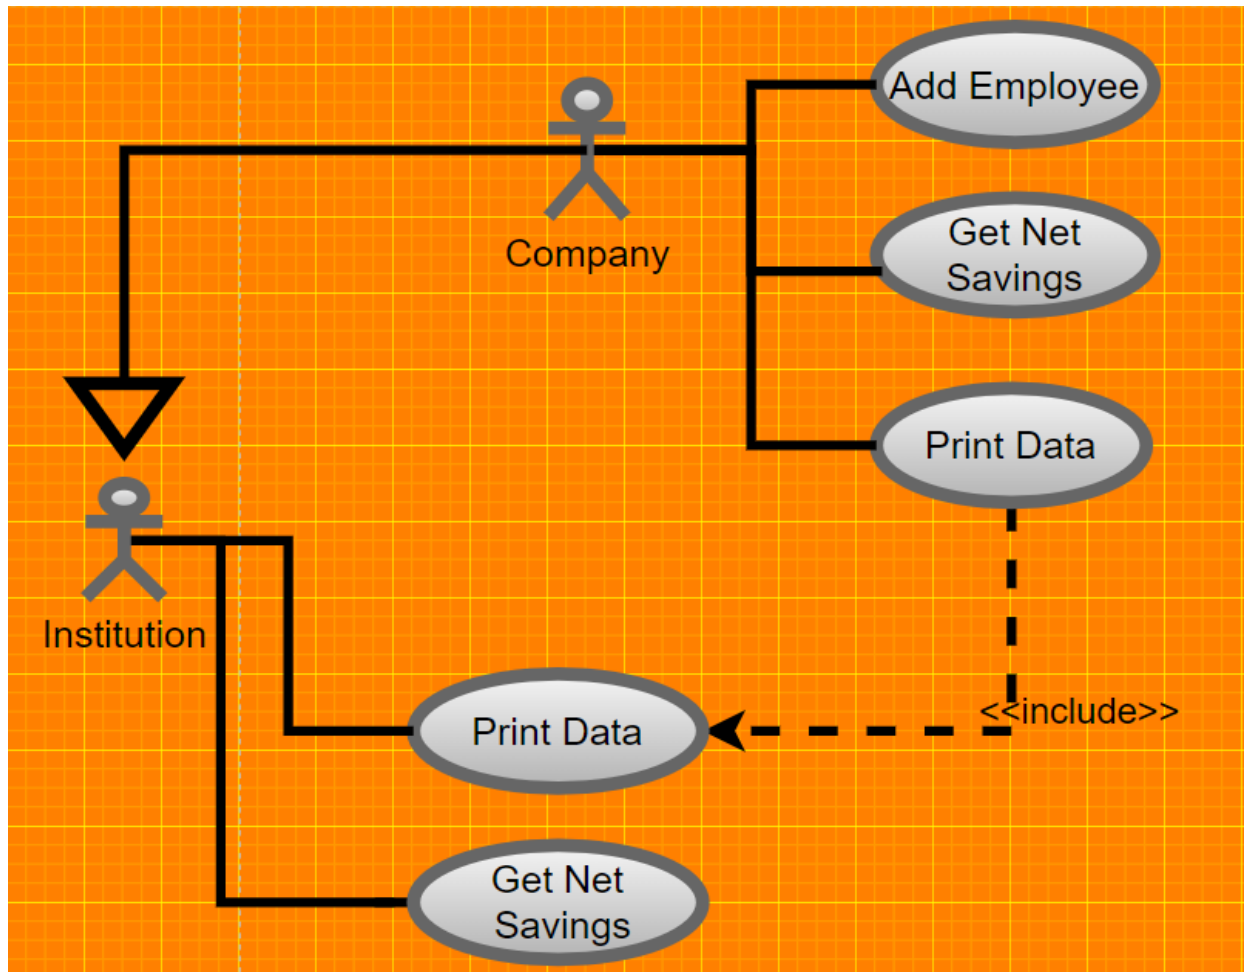 Add Employee
Company
Get Net
Savings
Print Data
Institution
<<include>>
Print Data
Get Net
Savings